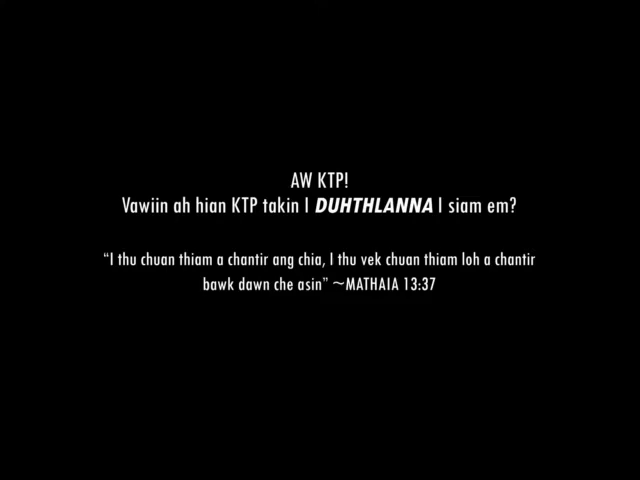 AW KTP!
Vawiin ah hian KTP takin I DUHTHLANNA I siam em?
“I thu chuan thiam a chantir ang chia, I thu vek chuan thiam loh a chantir
bawk dawn che asin” ~MATHAIA 13:37